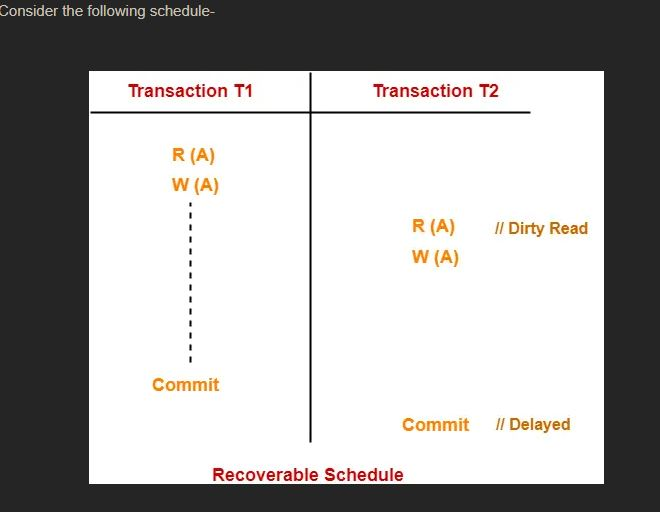 Consider the following schedule-
Transaction T1 Transaction T2
R (A)
W (A)
R (A) // Dirty Read
W (A)
Commit
Commit // Delayed
Recoverable Schedule